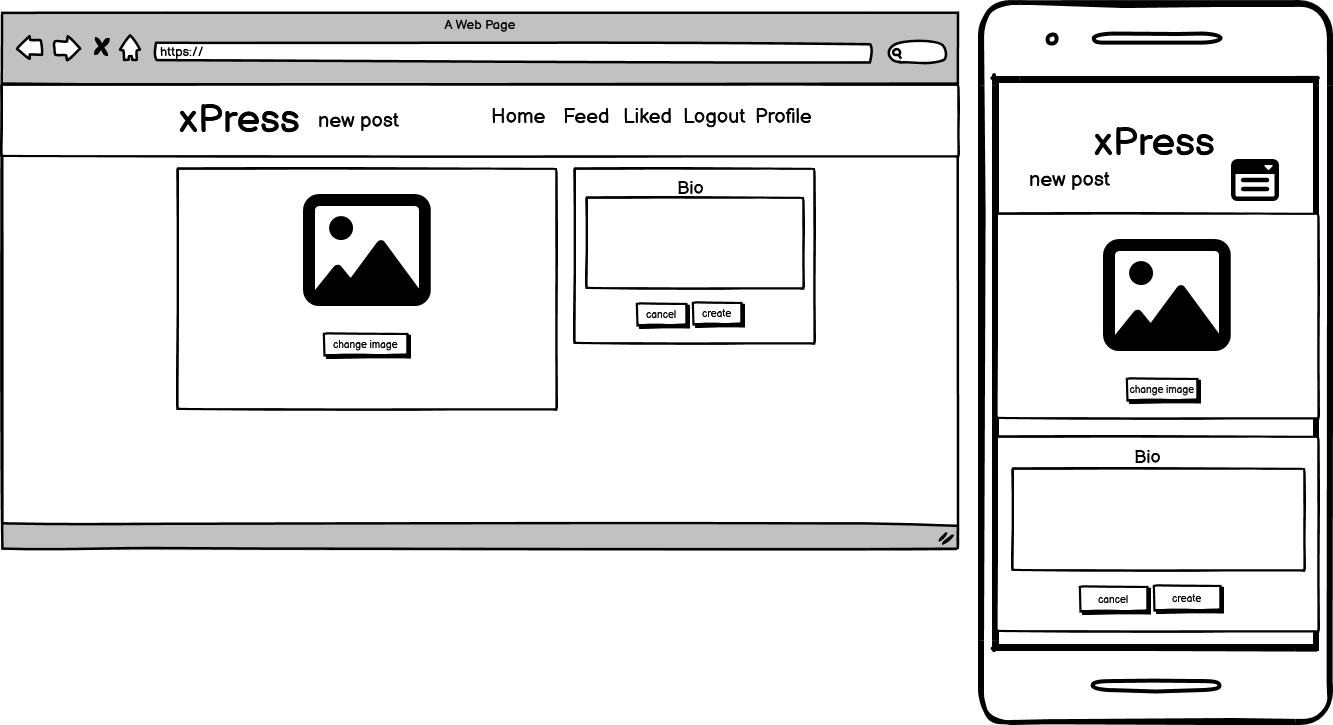 A Web Page
https://
xPress new post Home Feed Liked Logout Profile
Bio
cancel create
change image
xPress
new post
change image
Bio
cancel create